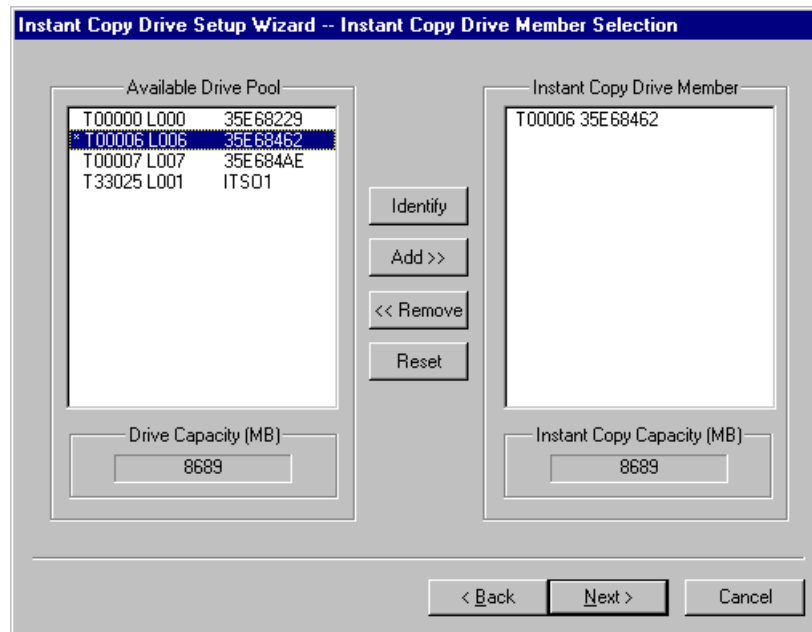 Instant Copy Drive Setup Wizard -- Instant Copy Drive Member Selection
Available Drive Pool
T00000 L000 35E68229
* T00006 L006 35E68462
T00007 L007 35E684AE
T33025 L001 ITSO1
Drive Capacity (MB)
8689
Identify
Add >>
<< Remove
Reset
Instant Copy Drive Member
T00006 35E68462
Instant Copy Capacity (MB)
8689
< Back
Next >
Cancel